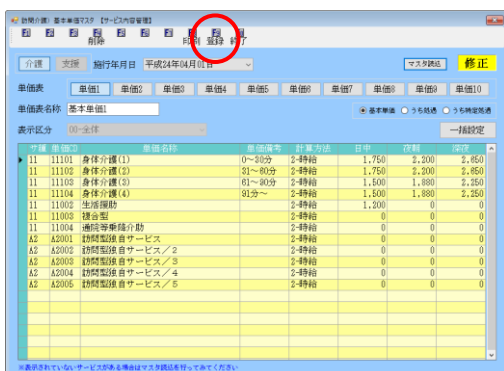 訪問介護)基本単価マスタ 【サービス内容管理】
削除 印刷 登録 終了
介護 支援 施行年月日 平成24年04月01日 マスタ読込 修正
単価表 単価1 単価2 単価3 単価4 単価5 単価6 単価7 単価8 単価9 単価10
単価表名称 基本単価1 基本単価 うち処遇 うち特定処遇
表示区分 00-全体 一括設定
サ種 単価ID 単価名称 単価備考 計算方法 日中 夜朝 深夜
11 11101 身体介護(1) 0～30分 2-時給 1,750 2,200 2,650
11 11102 身体介護(2) 31～60分 2-時給 1,750 2,200 2,650
11 11103 身体介護(3) 61～90分 2-時給 1,500 1,880 2,250
11 11104 身体介護(4) 91分～ 2-時給 1,500 1,880 2,250
11 11002 生活援助 2-時給 1,200 0 0
11 11003 複合型 2-時給 0 0 0
11 11004 通院等乗降介助 2-時給 0 0 0
A2 A2001 訪問型独自サービス 2-時給 0 0 0
A2 A2002 訪問型独自サービス／2 2-時給 0 0 0
A2 A2003 訪問型独自サービス／3 2-時給 0 0 0
A2 A2004 訪問型独自サービス／4 2-時給 0 0 0
A2 A2005 訪問型独自サービス／5 2-時給 0 0 0
※表示されていないサービスがある場合はマスタ読込を行ってみてください